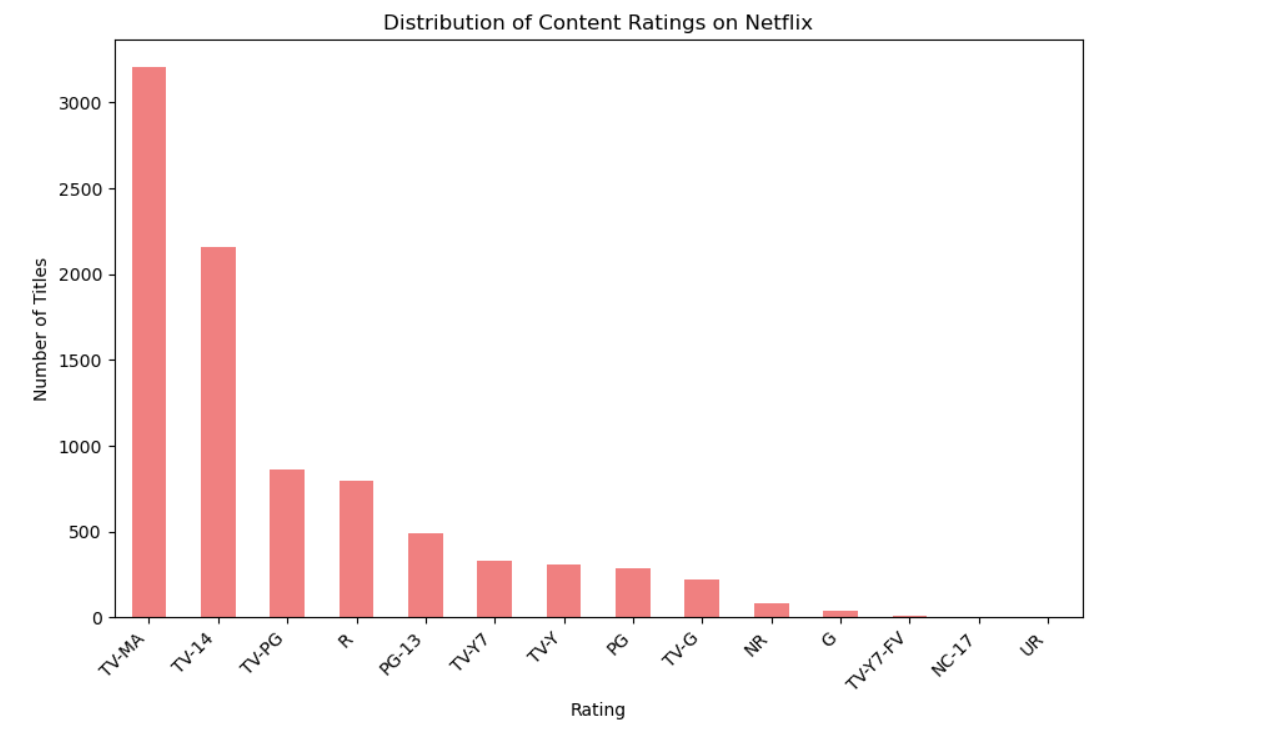 Distribution of Content Ratings on Netflix
3000
2500
2000
1500
1000
500
0
Number of Titles
TV-MA
TV-14
TV-PG
R
PG-13
TV-Y7
TV-Y
PG
TV-G
NR
G
TV-Y7-FV
NC-17
UR
Rating